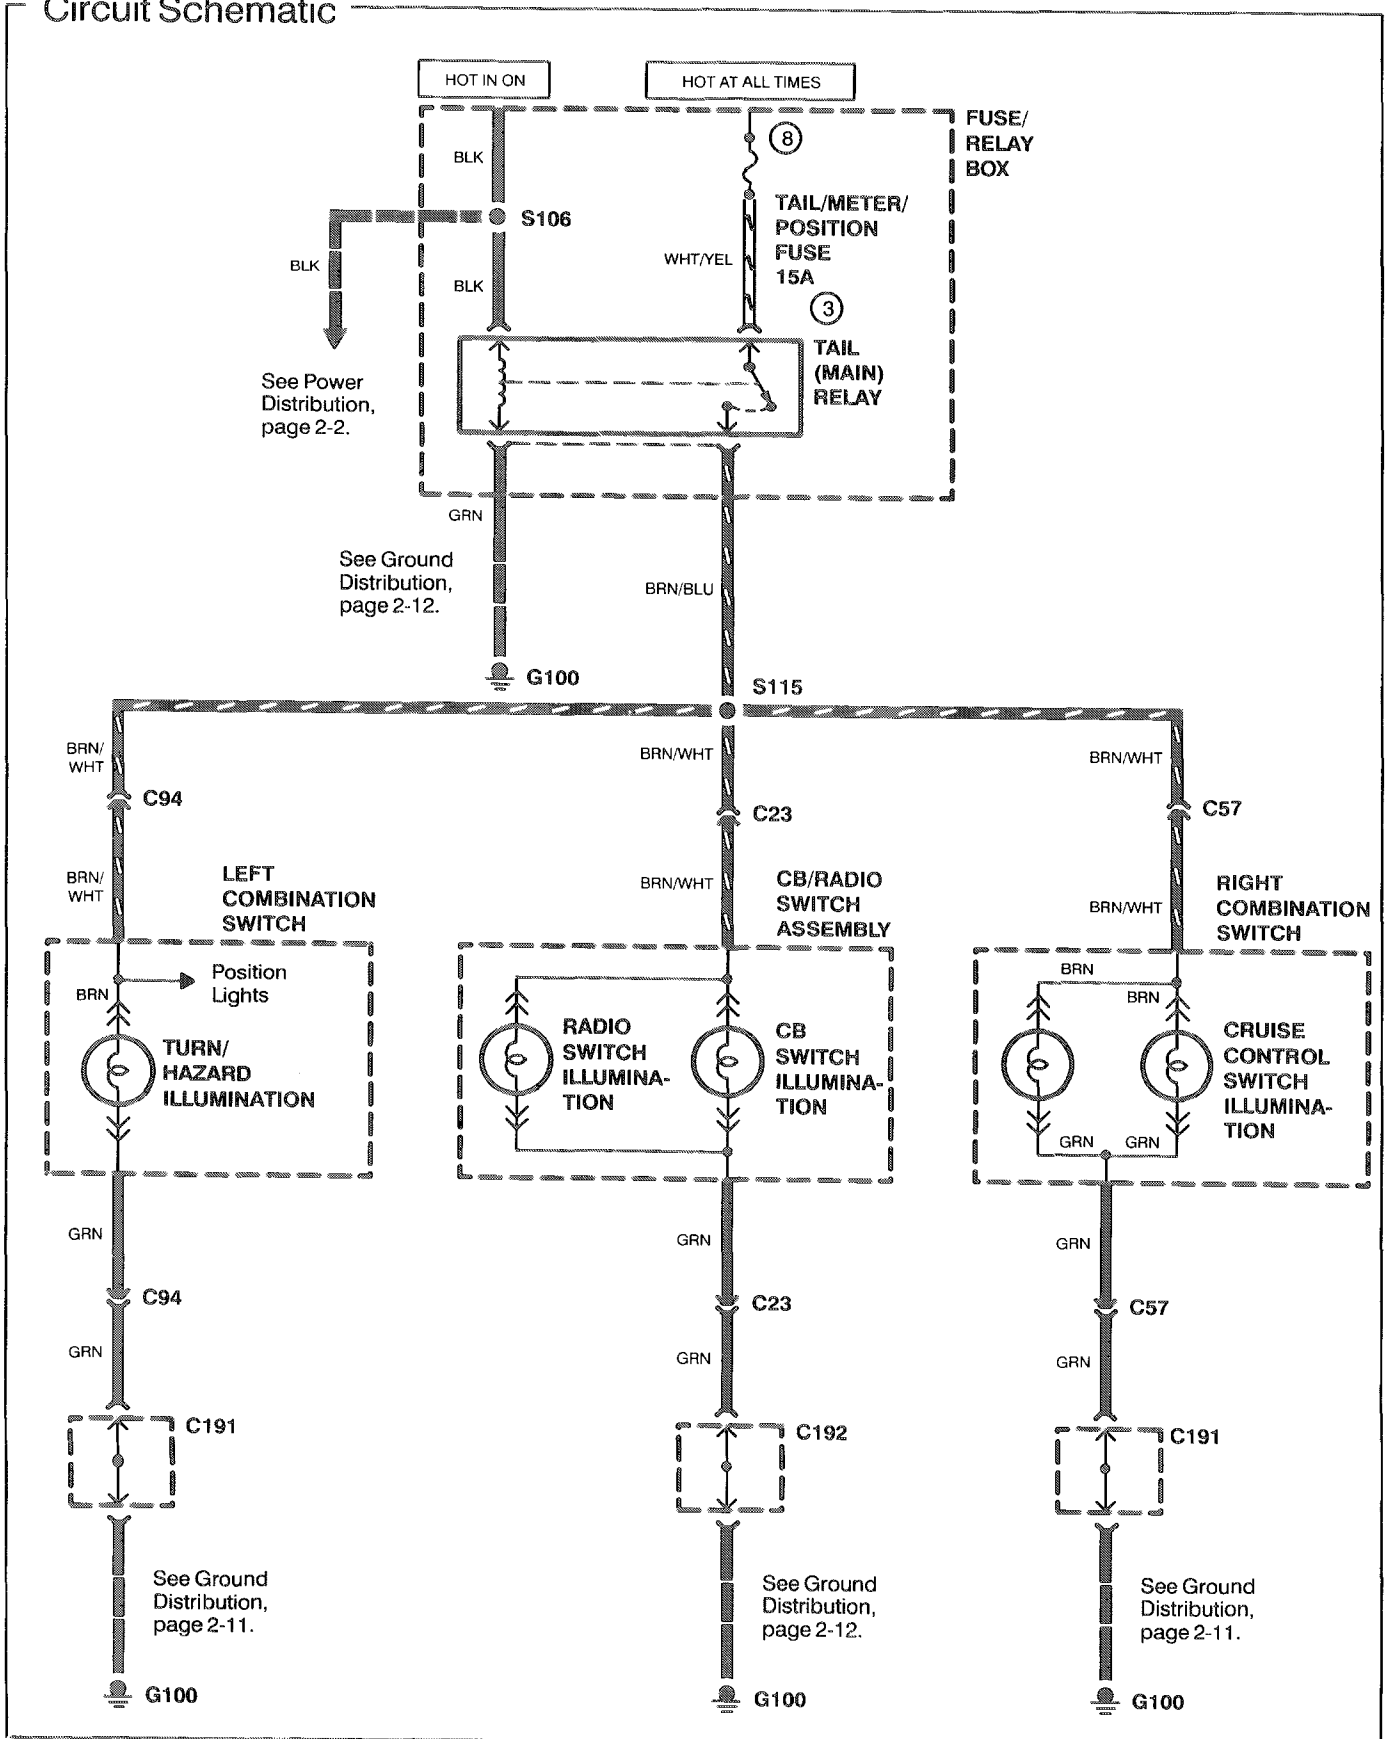 Circuit Schematic
HOT IN ON
HOT AT ALL TIMES
FUSE/
RELAY
BOX
8
BLK
S106
TAIL/METER/
POSITION
FUSE
15A
WHT/YEL
BLK
BLK
3
TAIL
(MAIN)
RELAY
See Power
Distribution,
page 2-2.
GRN
See Ground
Distribution,
page 2-12.
BRN/BLU
G100
S115
BRN/
WHT
BRN/WHT
BRN/WHT
C94
C23
C57
BRN/
WHT
LEFT
COMBINATION
SWITCH
BRN/WHT
CB/RADIO
SWITCH
ASSEMBLY
BRN/WHT
RIGHT
COMBINATION
SWITCH
Position
Lights
BRN
TURN/
HAZARD
ILLUMINATION
RADIO
SWITCH
ILLUMINA-
TION
CB
SWITCH
ILLUMINA-
TION
BRN
BRN
CRUISE
CONTROL
SWITCH
ILLUMINA-
TION
GRN
GRN
GRN
GRN
GRN
C94
C23
C57
GRN
GRN
GRN
C191
C192
C191
See Ground
Distribution,
page 2-11.
See Ground
Distribution,
page 2-12.
See Ground
Distribution,
page 2-11.
G100
G100
G100